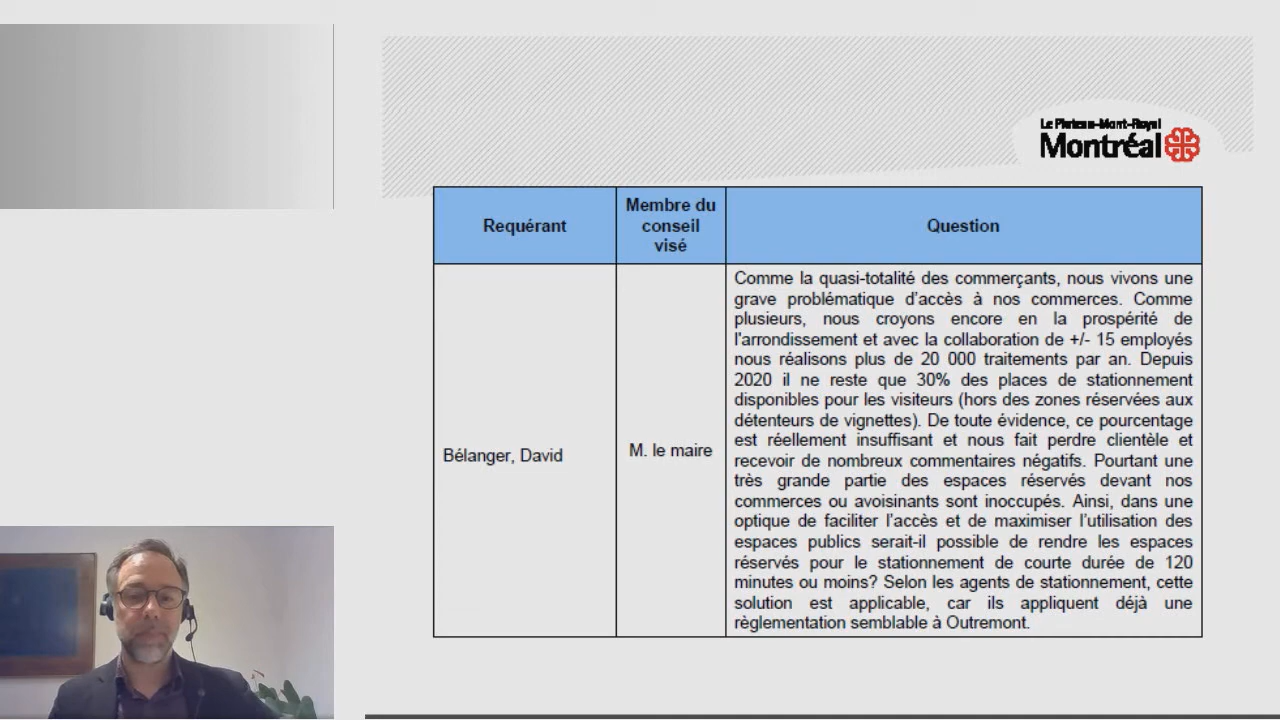 Le Plateau-Mont-Royal
Montréal
Requérant
Membre du
conseil
visé
Question
Bélanger, David
M. le maire
Comme la quasi-totalité des commerçants, nous vivons une
grave problématique d'accès à nos commerces. Comme
plusieurs, nous croyons encore en la prospérité de
l'arrondissement et avec la collaboration de +/- 15 employés
nous réalisons plus de 20 000 traitements par an. Depuis
2020 il ne reste que 30% des places de stationnement
disponibles pour les visiteurs (hors des zones réservées aux
détenteurs de vignettes). De toute évidence, ce pourcentage
est réellement insuffisant et nous fait perdre clientèle et
recevoir de nombreux commentaires négatifs. Pourtant une
très grande partie des espaces réservés devant nos
commerces ou avoisinants sont inoccupés. Ainsi, dans une
optique de faciliter l'accès et de maximiser l'utilisation des
espaces publics serait-il possible de rendre les espaces
réservés pour le stationnement de courte durée de 120
minutes ou moins? Selon les agents de stationnement, cette
solution est applicable, car ils appliquent déjà une
règlementation semblable à Outremont.